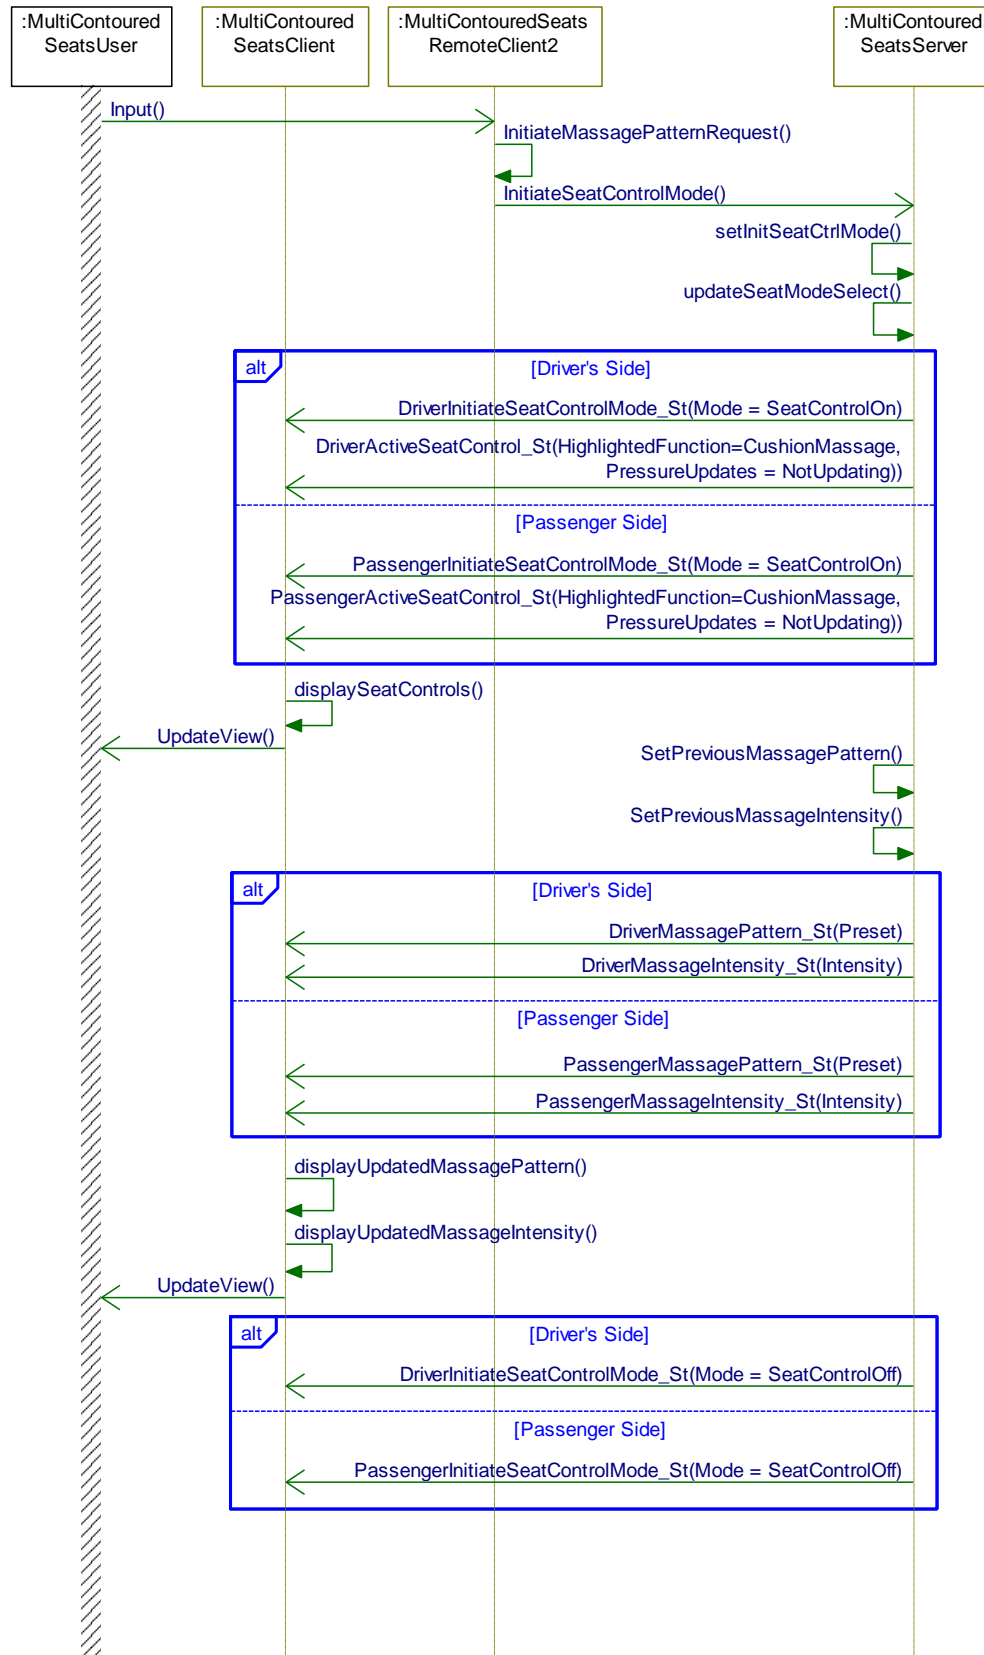 :MultiContoured
SeatsUser
:MultiContoured
SeatsClient
:MultiContouredSeats
RemoteClient2
:MultiContoured
SeatsServer
Input()
InitiateMassagePatternRequest()
InitiateSeatControlMode()
setInitSeatCtrlMode()
updateSeatModeSelect()
alt
[Driver's Side]
DriverInitiateSeatControlMode_St(Mode = SeatControlOn)
DriverActiveSeatControl_St(HighlightedFunction=CushionMassage,
PressureUpdates = NotUpdating))
[Passenger Side]
PassengerInitiateSeatControlMode_St(Mode = SeatControlOn)
PassengerActiveSeatControl_St(HighlightedFunction=CushionMassage,
PressureUpdates = NotUpdating))
displaySeatControls()
UpdateView()
SetPreviousMassagePattern()
SetPreviousMassageIntensity()
alt
[Driver's Side]
DriverMassagePattern_St(Preset)
DriverMassageIntensity_St(Intensity)
[Passenger Side]
PassengerMassagePattern_St(Preset)
PassengerMassageIntensity_St(Intensity)
displayUpdatedMassagePattern()
displayUpdatedMassageIntensity()
UpdateView()
alt
[Driver's Side]
DriverInitiateSeatControlMode_St(Mode = SeatControlOff)
[Passenger Side]
PassengerInitiateSeatControlMode_St(Mode = SeatControlOff)